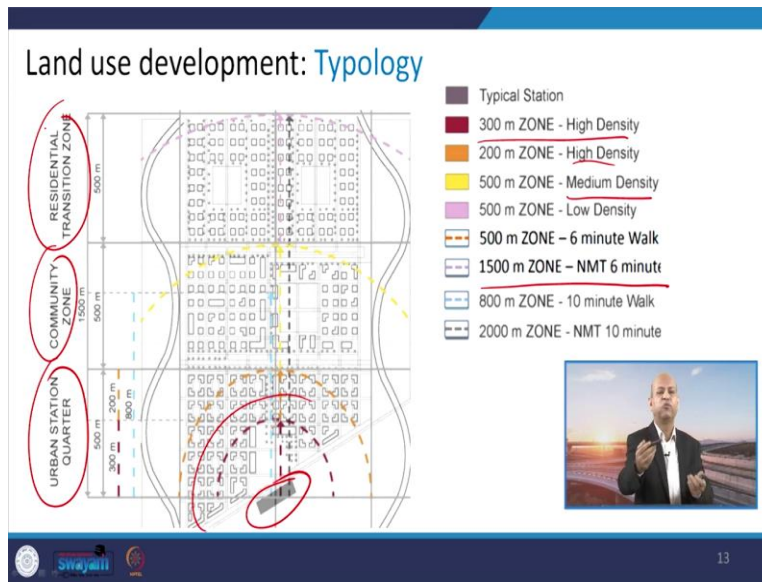 Land use development: Typology
RESIDENTIAL
TRANSITION ZONE
COMMUNITY
ZONE
URBAN STATION
QUARTER
500 m
500 m
500 m
1500 m
200 m
300 m
800 m
Typical Station
300 m ZONE - High Density
200 m ZONE - High Density
500 m ZONE - Medium Density
500 m ZONE - Low Density
500 m ZONE – 6 minute Walk
1500 m ZONE – NMT 6 minute
800 m ZONE - 10 minute Walk
2000 m ZONE - NMT 10 minute
swayam
13